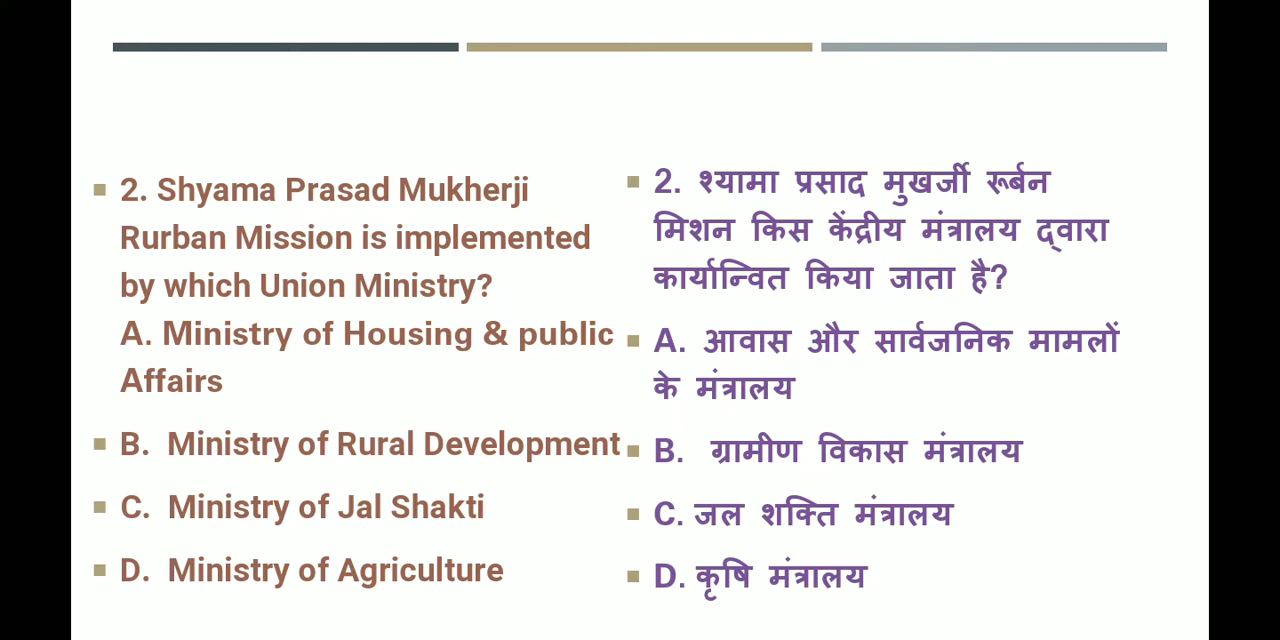 2. Shyama Prasad Mukherji
Rurban Mission is implemented
by which Union Ministry?
A. Ministry of Housing & public
Affairs
B. Ministry of Rural Development
C. Ministry of Jal Shakti
D. Ministry of Agriculture
2. श्यामा प्रसाद मुखर्जी रूर्बन
मिशन किस केंद्रीय मंत्रालय द्वारा
कार्यान्वित किया जाता है?
A. आवास और सार्वजनिक मामलों
के मंत्रालय
B. ग्रामीण विकास मंत्रालय
C. जल शक्ति मंत्रालय
D. कृषि मंत्रालय